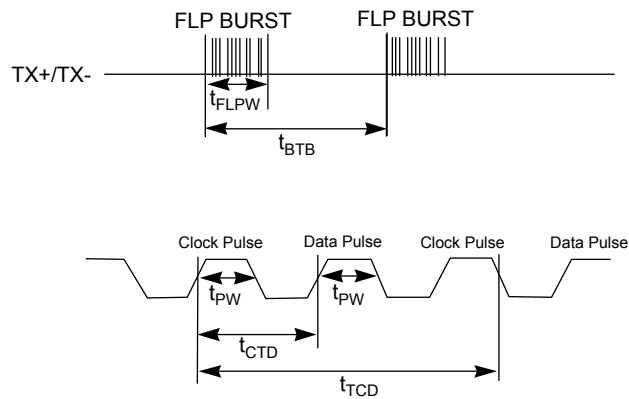 FLP BURST FLP BURST
TX+/TX-
tFLPW
tBTB
Clock Pulse Data Pulse Clock Pulse Data Pulse
tPW tPW
tCTD
tTCD